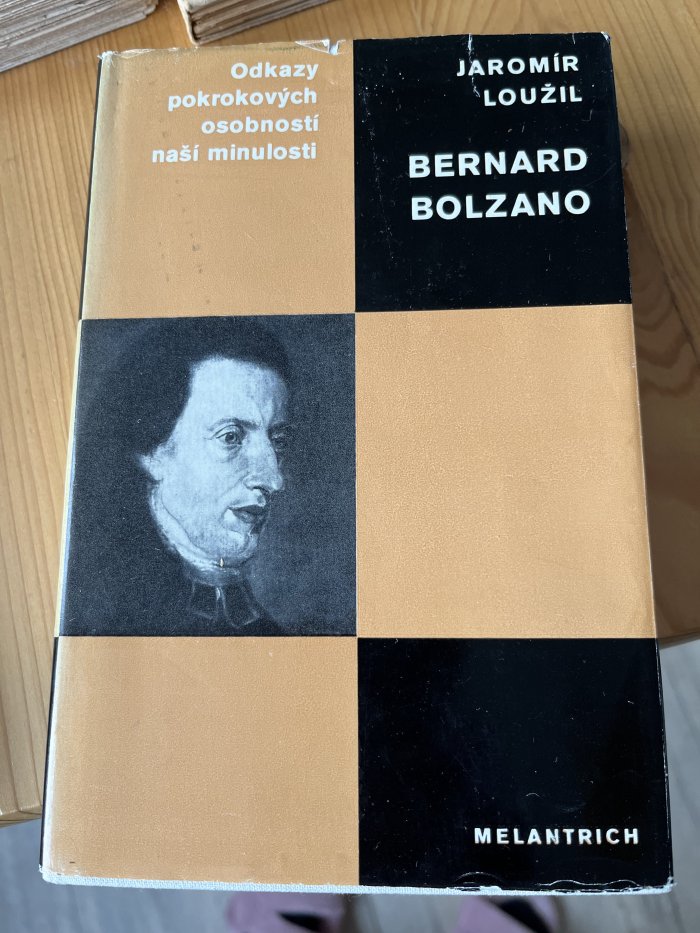 Odkazy
pokrokových
osobností
naší minulosti
JAROMÍR
LOUŽIL
BERNARD
BOLZANO
MELANTRICH